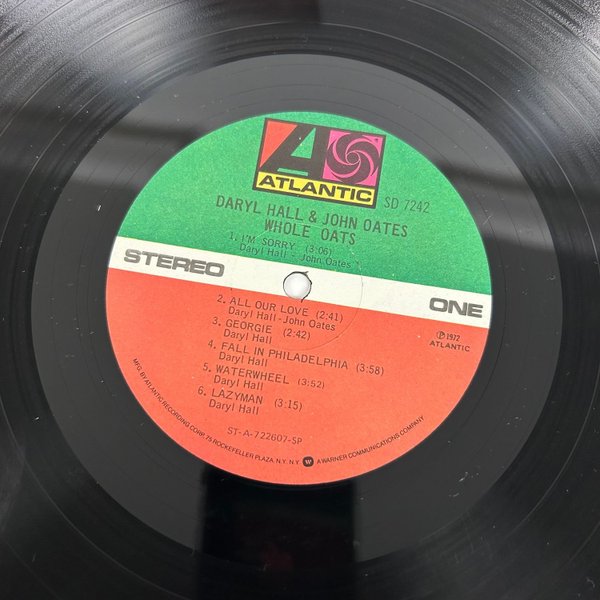 ATLANTIC
SD 7242
DARYL HALL & JOHN OATES
WHOLE OATS
1. I'M SORRY (3:06)
Daryl Hall - John Oates
STEREO
ONE
2. ALL OUR LOVE (2:41)
Daryl Hall-John Oates
3. GEORGIE (2:42)
Daryl Hall
4. FALL IN PHILADELPHIA (3:58)
Daryl Hall
5. WATERWHEEL (3:52)
Daryl Hall
6. LAZYMAN (3:15)
Daryl Hall
℗ 1972
ATLANTIC
ST-A-722607-SP
MFG. BY ATLANTIC RECORDING CORP. 75 ROCKEFELLER PLAZA, N.Y. N.Y. W A WARNER COMMUNICATIONS COMPANY